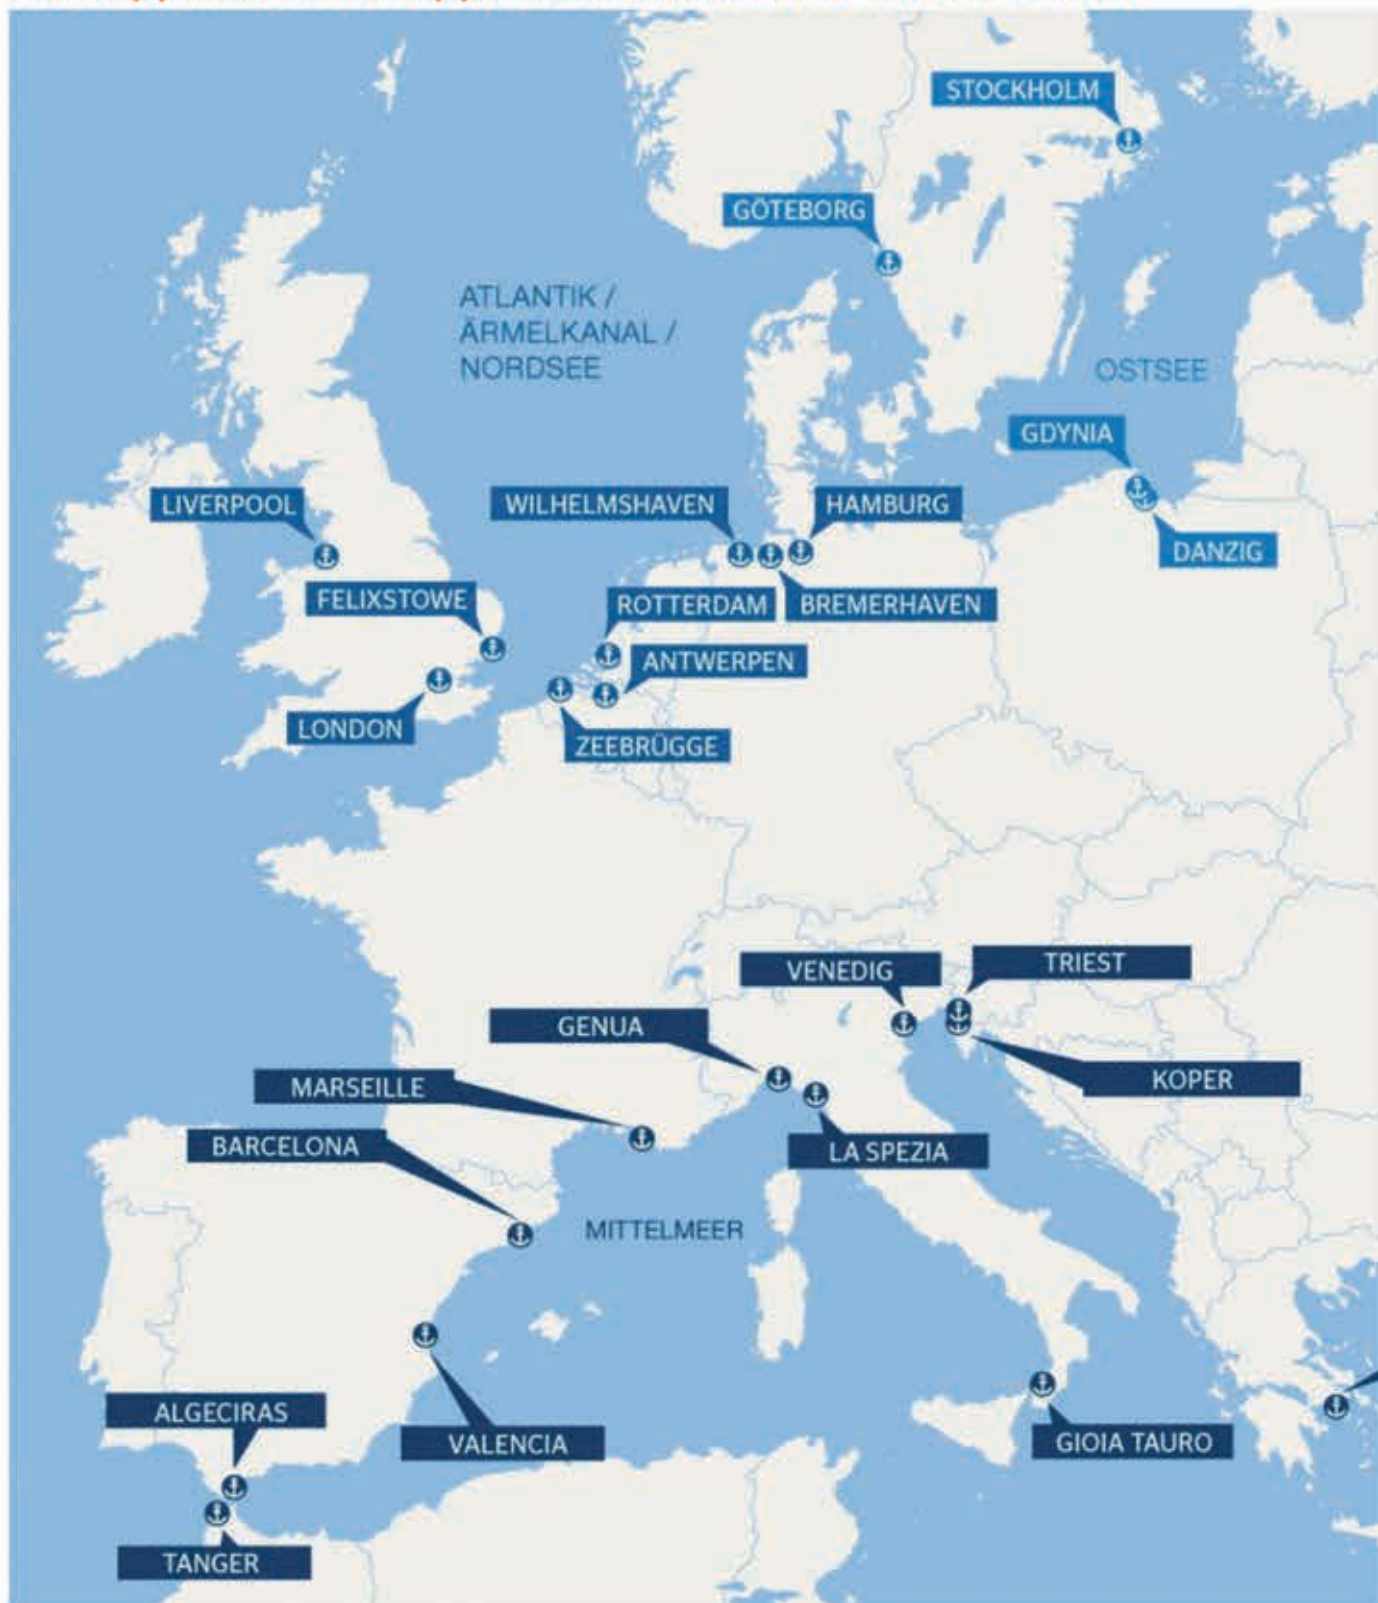 STOCKHOLM
GÖTEBORG
ATLANTIK /
ÄRMELKANAL /
NORDSEE
OSTSEE
GDYNIA
LIVERPOOL
WILHELMSHAVEN
HAMBURG
DANZIG
FELIXSTOWE
ROTTERDAM
BREMERHAVEN
ANTWERPEN
LONDON
ZEEBRÜGGE
VENEDIG
TRIEST
GENUA
KOPER
MARSEILLE
BARCELONA
LA SPEZIA
MITTELMEER
ALGECIRAS
VALENCIA
GIOIA TAURO
TANGER